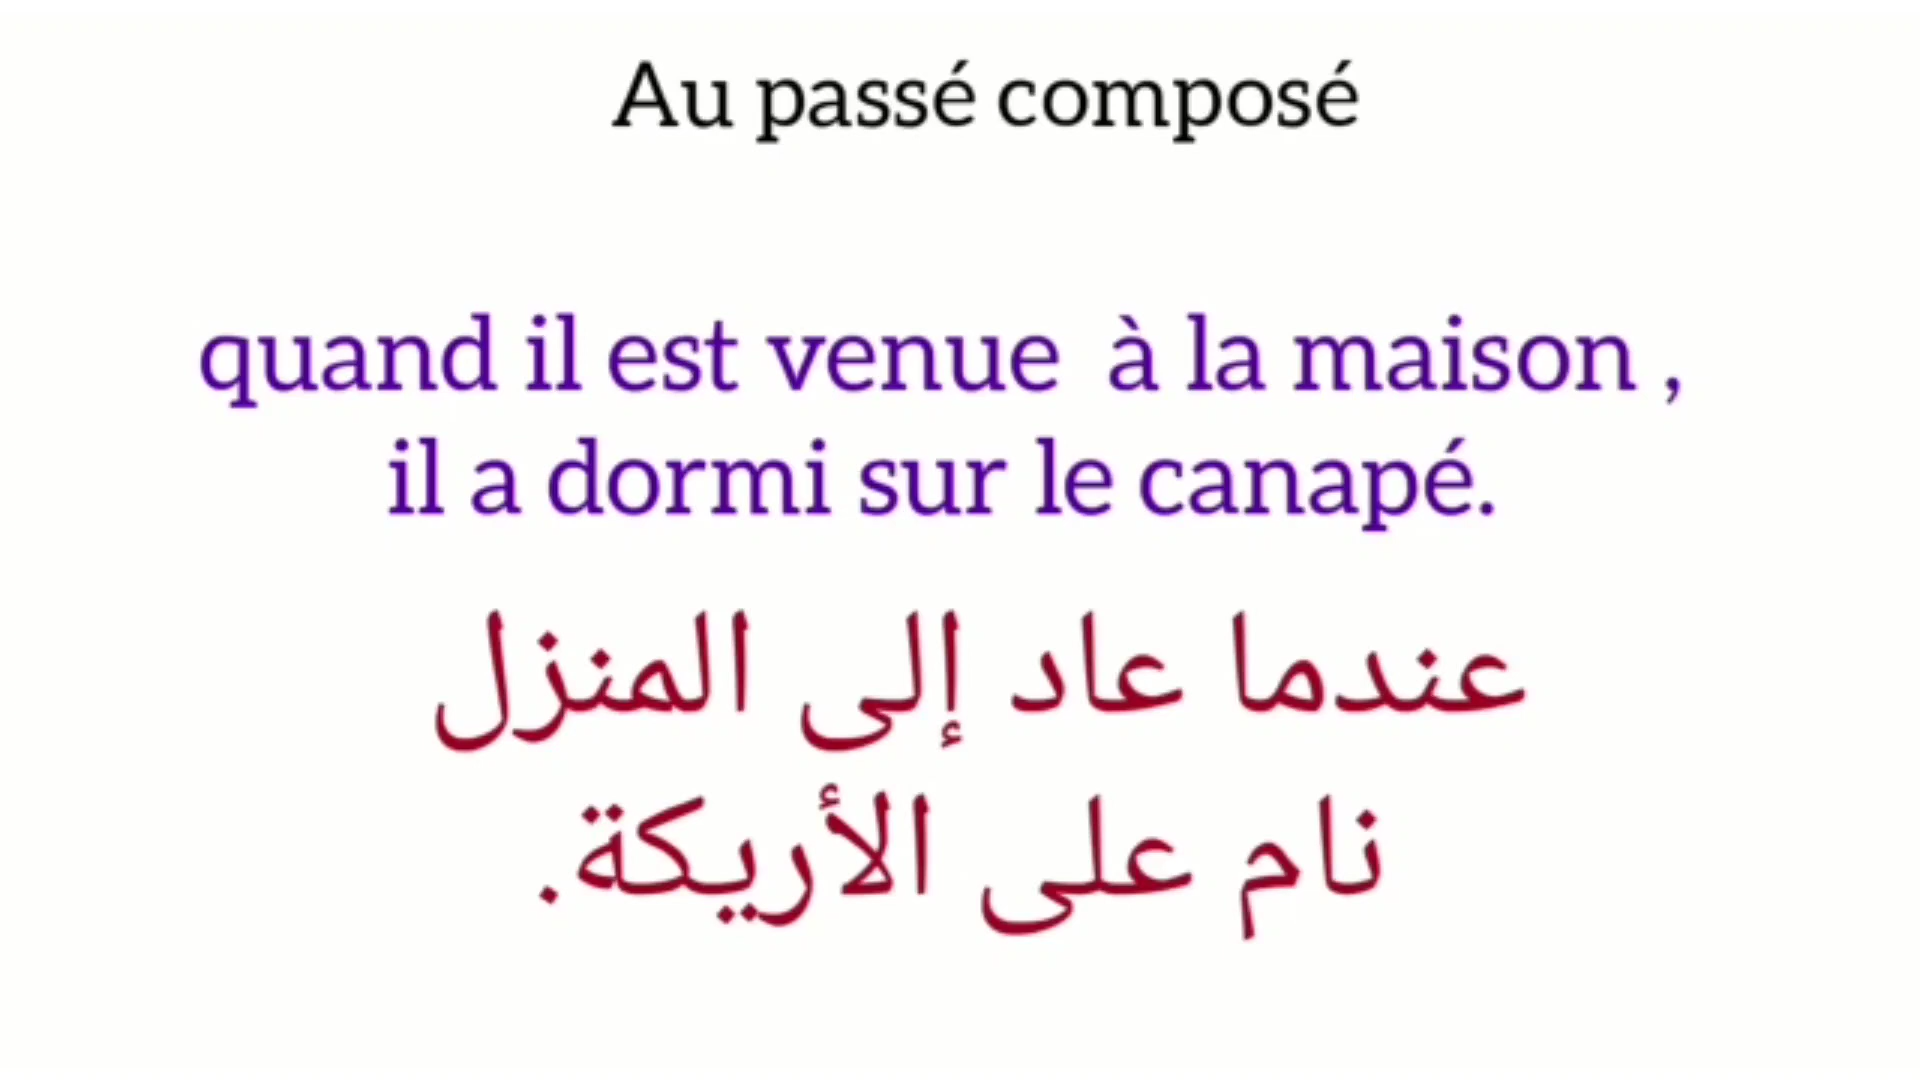 Au passé composé
quand il est venue à la maison ,
il a dormi sur le canapé.
عندما عاد إلى المنزل
نام على الأريكة.